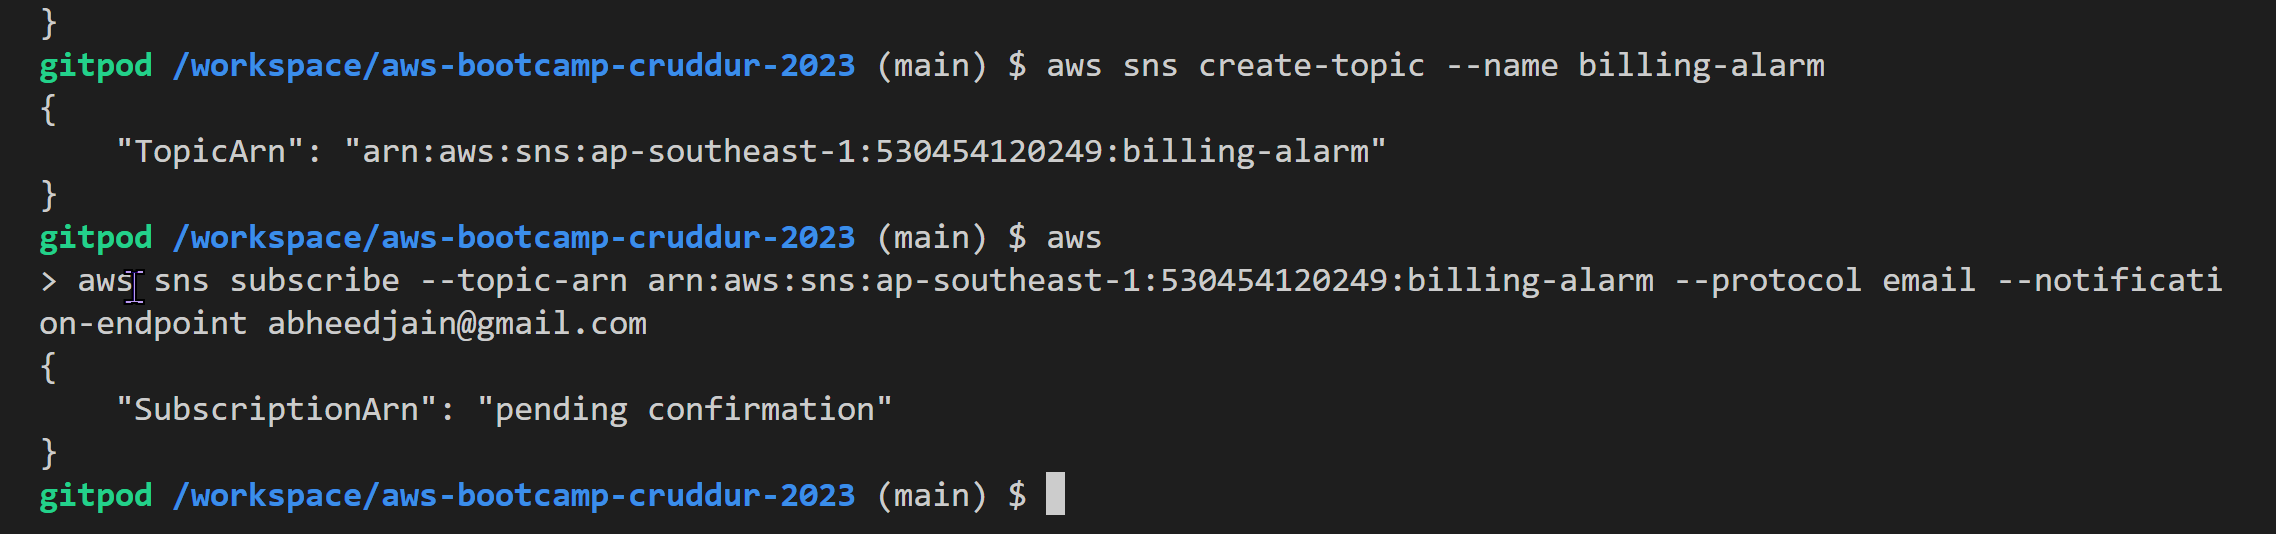 }
gitpod /workspace/aws-bootcamp-cruddur-2023 (main) $ aws sns create-topic --name billing-alarm
{
    "TopicArn": "arn:aws:sns:ap-southeast-1:530454120249:billing-alarm"
}
gitpod /workspace/aws-bootcamp-cruddur-2023 (main) $ aws
> aws sns subscribe --topic-arn arn:aws:sns:ap-southeast-1:530454120249:billing-alarm --protocol email --notificati
on-endpoint abheedjain@gmail.com
{
    "SubscriptionArn": "pending confirmation"
}
gitpod /workspace/aws-bootcamp-cruddur-2023 (main) $